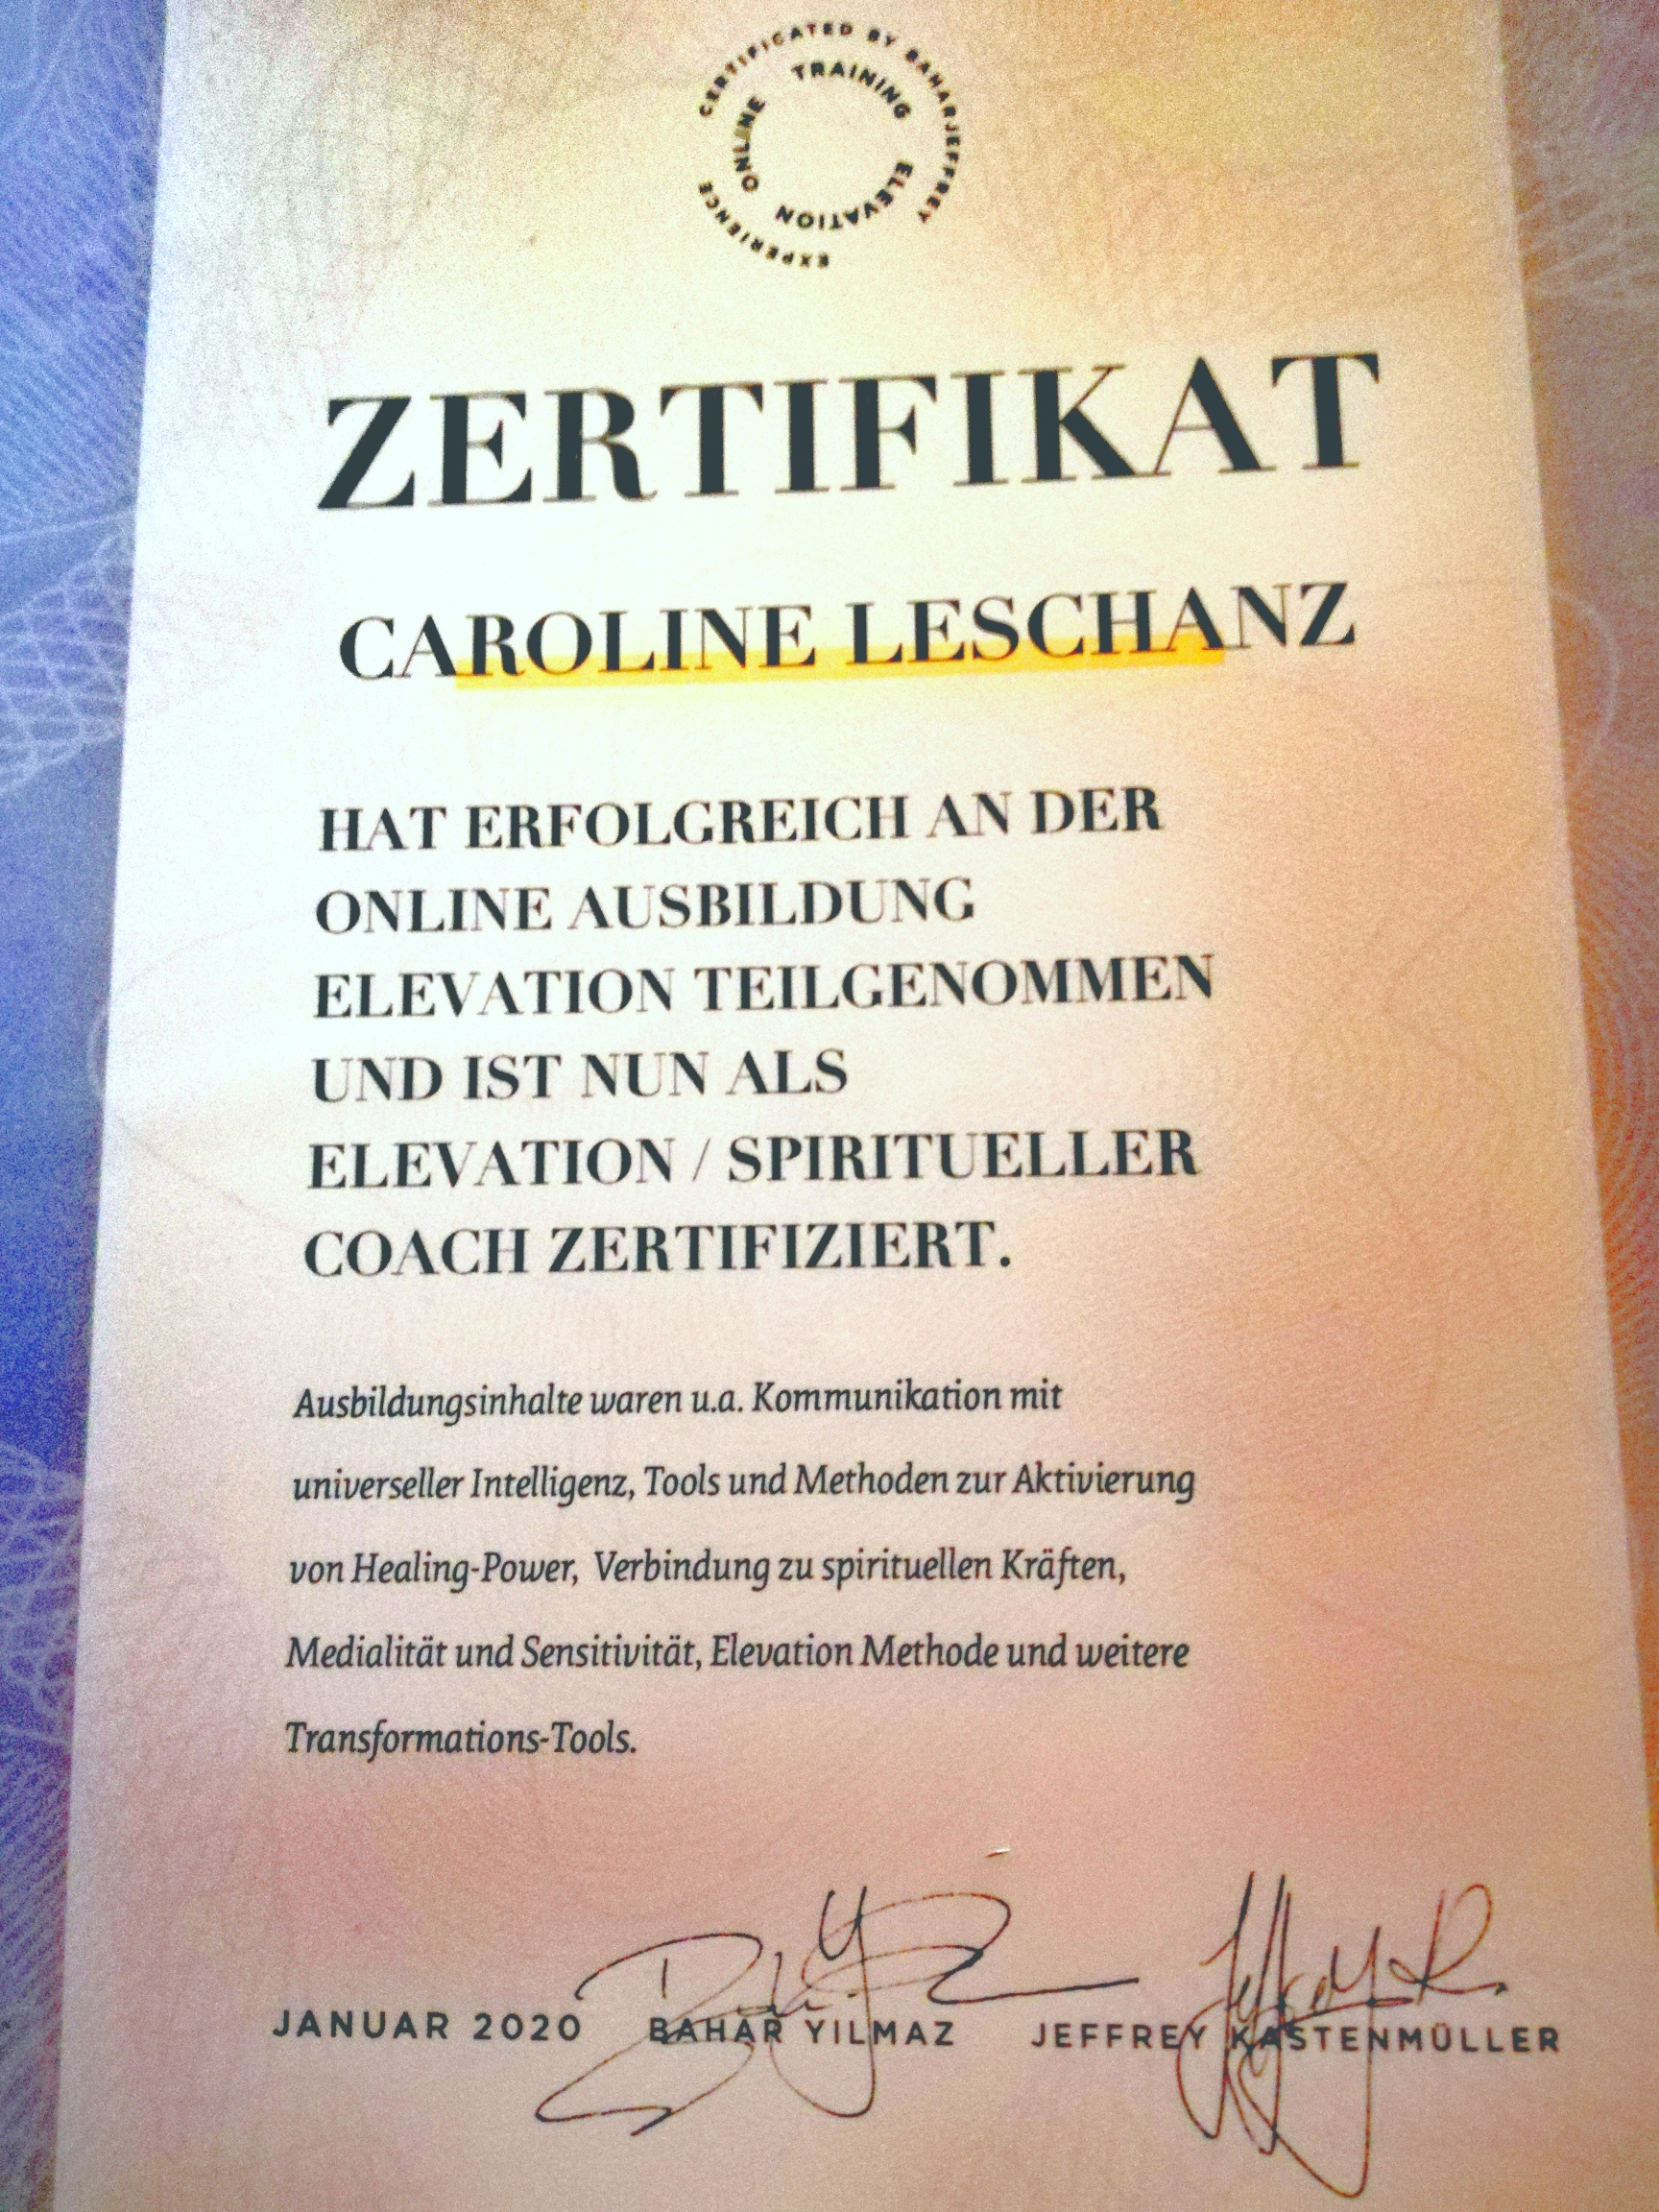 CERTIFICATED BY BAHARJEFFREY
EXPERIENCE
ONLINE TRAINING ELEVATION
ZERTIFIKAT
CAROLINE LESCHANZ
HAT ERFOLGREICH AN DER
ONLINE AUSBILDUNG
ELEVATION TEILGENOMMEN
UND IST NUN ALS
ELEVATION / SPIRITUELLER
COACH ZERTIFIZIERT.
Ausbildungsinhalte waren u.a. Kommunikation mit
universeller Intelligenz, Tools und Methoden zur Aktivierung
von Healing-Power, Verbindung zu spirituellen Kräften,
Medialität und Sensitivität, Elevation Methode und weitere
Transformations-Tools.
JANUAR 2020 BAHAR YILMAZ JEFFREY KASTENMÜLLER